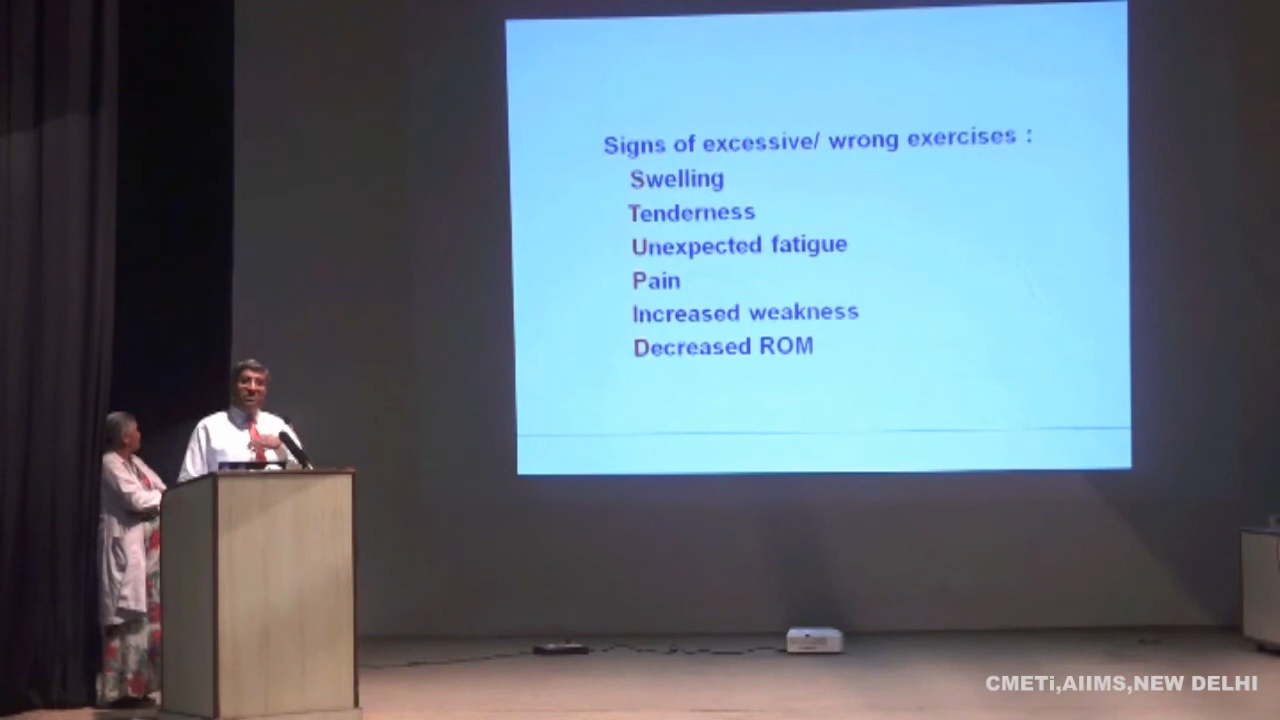 Signs of excessive/ wrong exercises :
Swelling
Tenderness
Unexpected fatigue
Pain
Increased weakness
Decreased ROM
CMETi,AIIMS,NEW DELHI